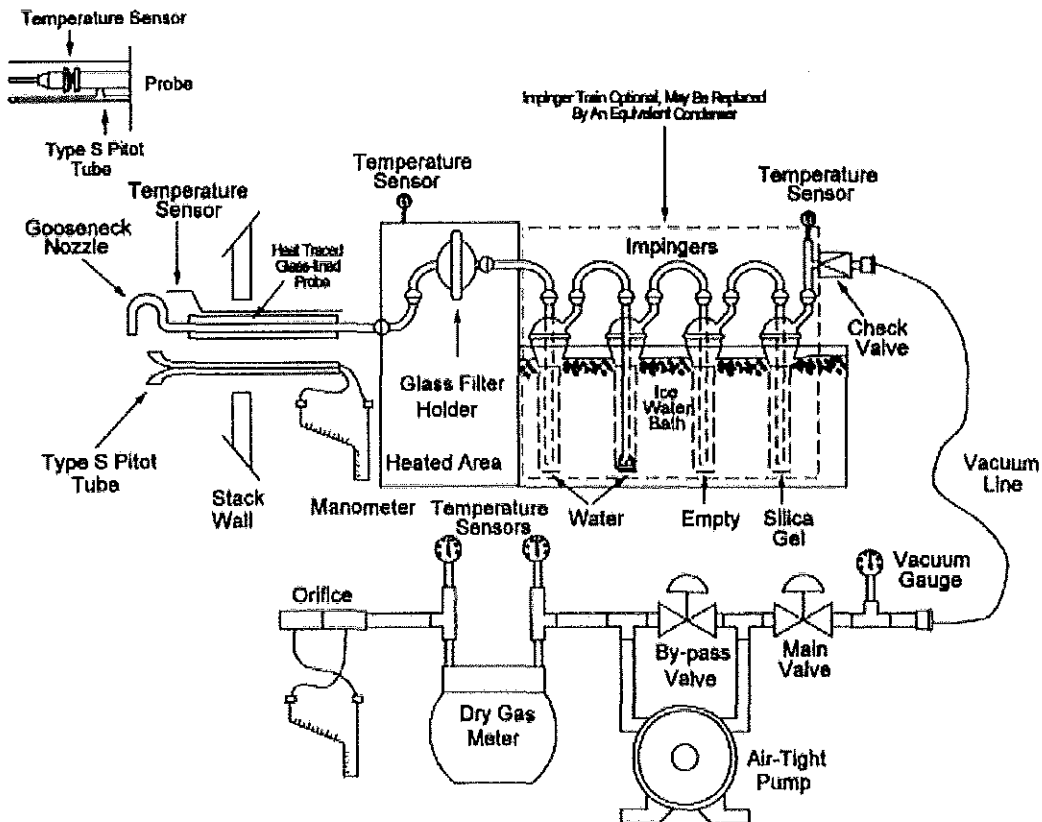 Temperature Sensor
Probe
Type S Pitot
Tube
Impinger Train Optional, May Be Replaced
By An Equivalent Condenser
Temperature
Sensor
Temperature
Sensor
Temperature
Sensor
Gooseneck
Nozzle
Heat Traced
Glass-lined
Probe
Impingers
Check
Valve
Glass Filter
Holder
Ice
Water
Bath
Heated Area
Type S Pitot
Tube
Stack
Wall
Manometer
Water
Empty
Silica
Gel
Vacuum
Line
Temperature
Sensors
Vacuum
Gauge
Orifice
By-pass
Valve
Main
Valve
Dry Gas
Meter
Air-Tight
Pump